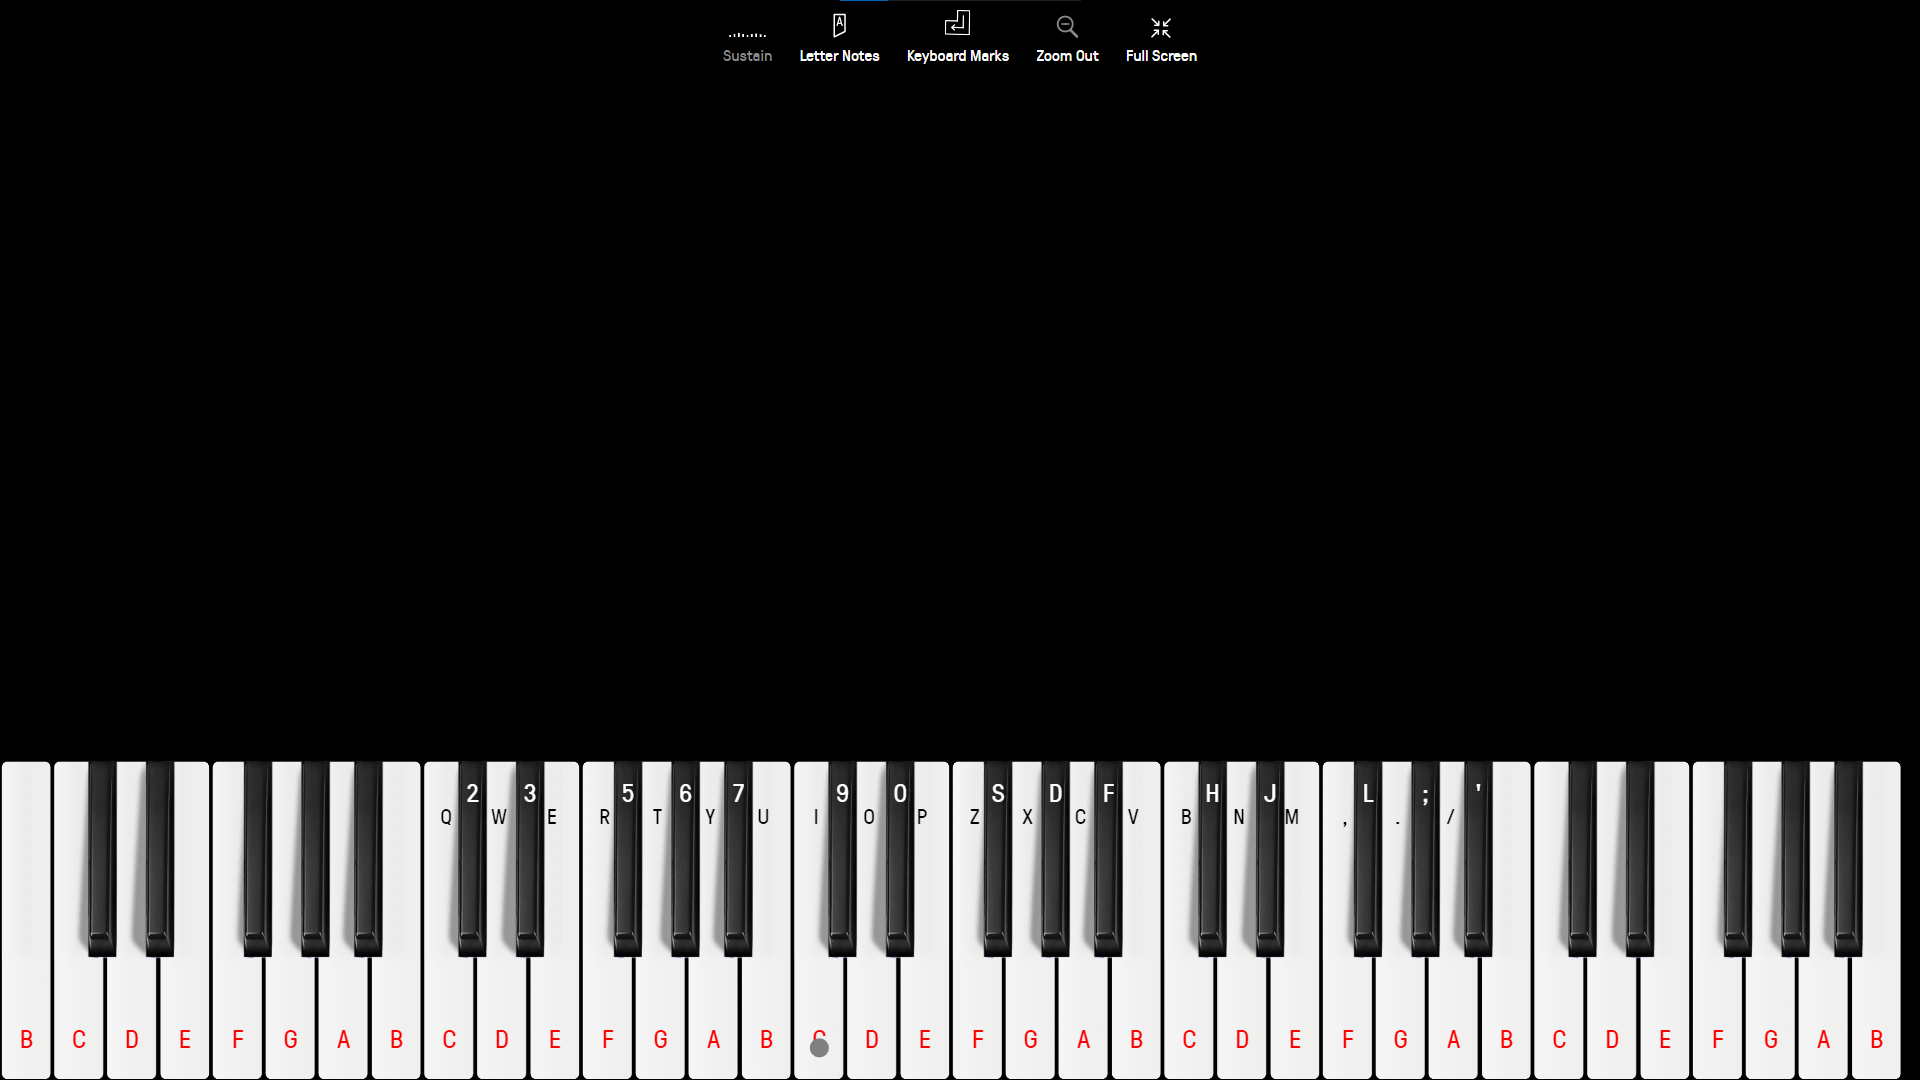 A
Sustain Letter Notes Keyboard Marks Zoom Out Full Screen
2 3 5 6 7 9 0 S D F H J L ; '
Q W E R T Y U I O P Z X C V B N M , . /
B C D E F G A B C D E F G A B C D E F G A B C D E F G A B C D E F G A B